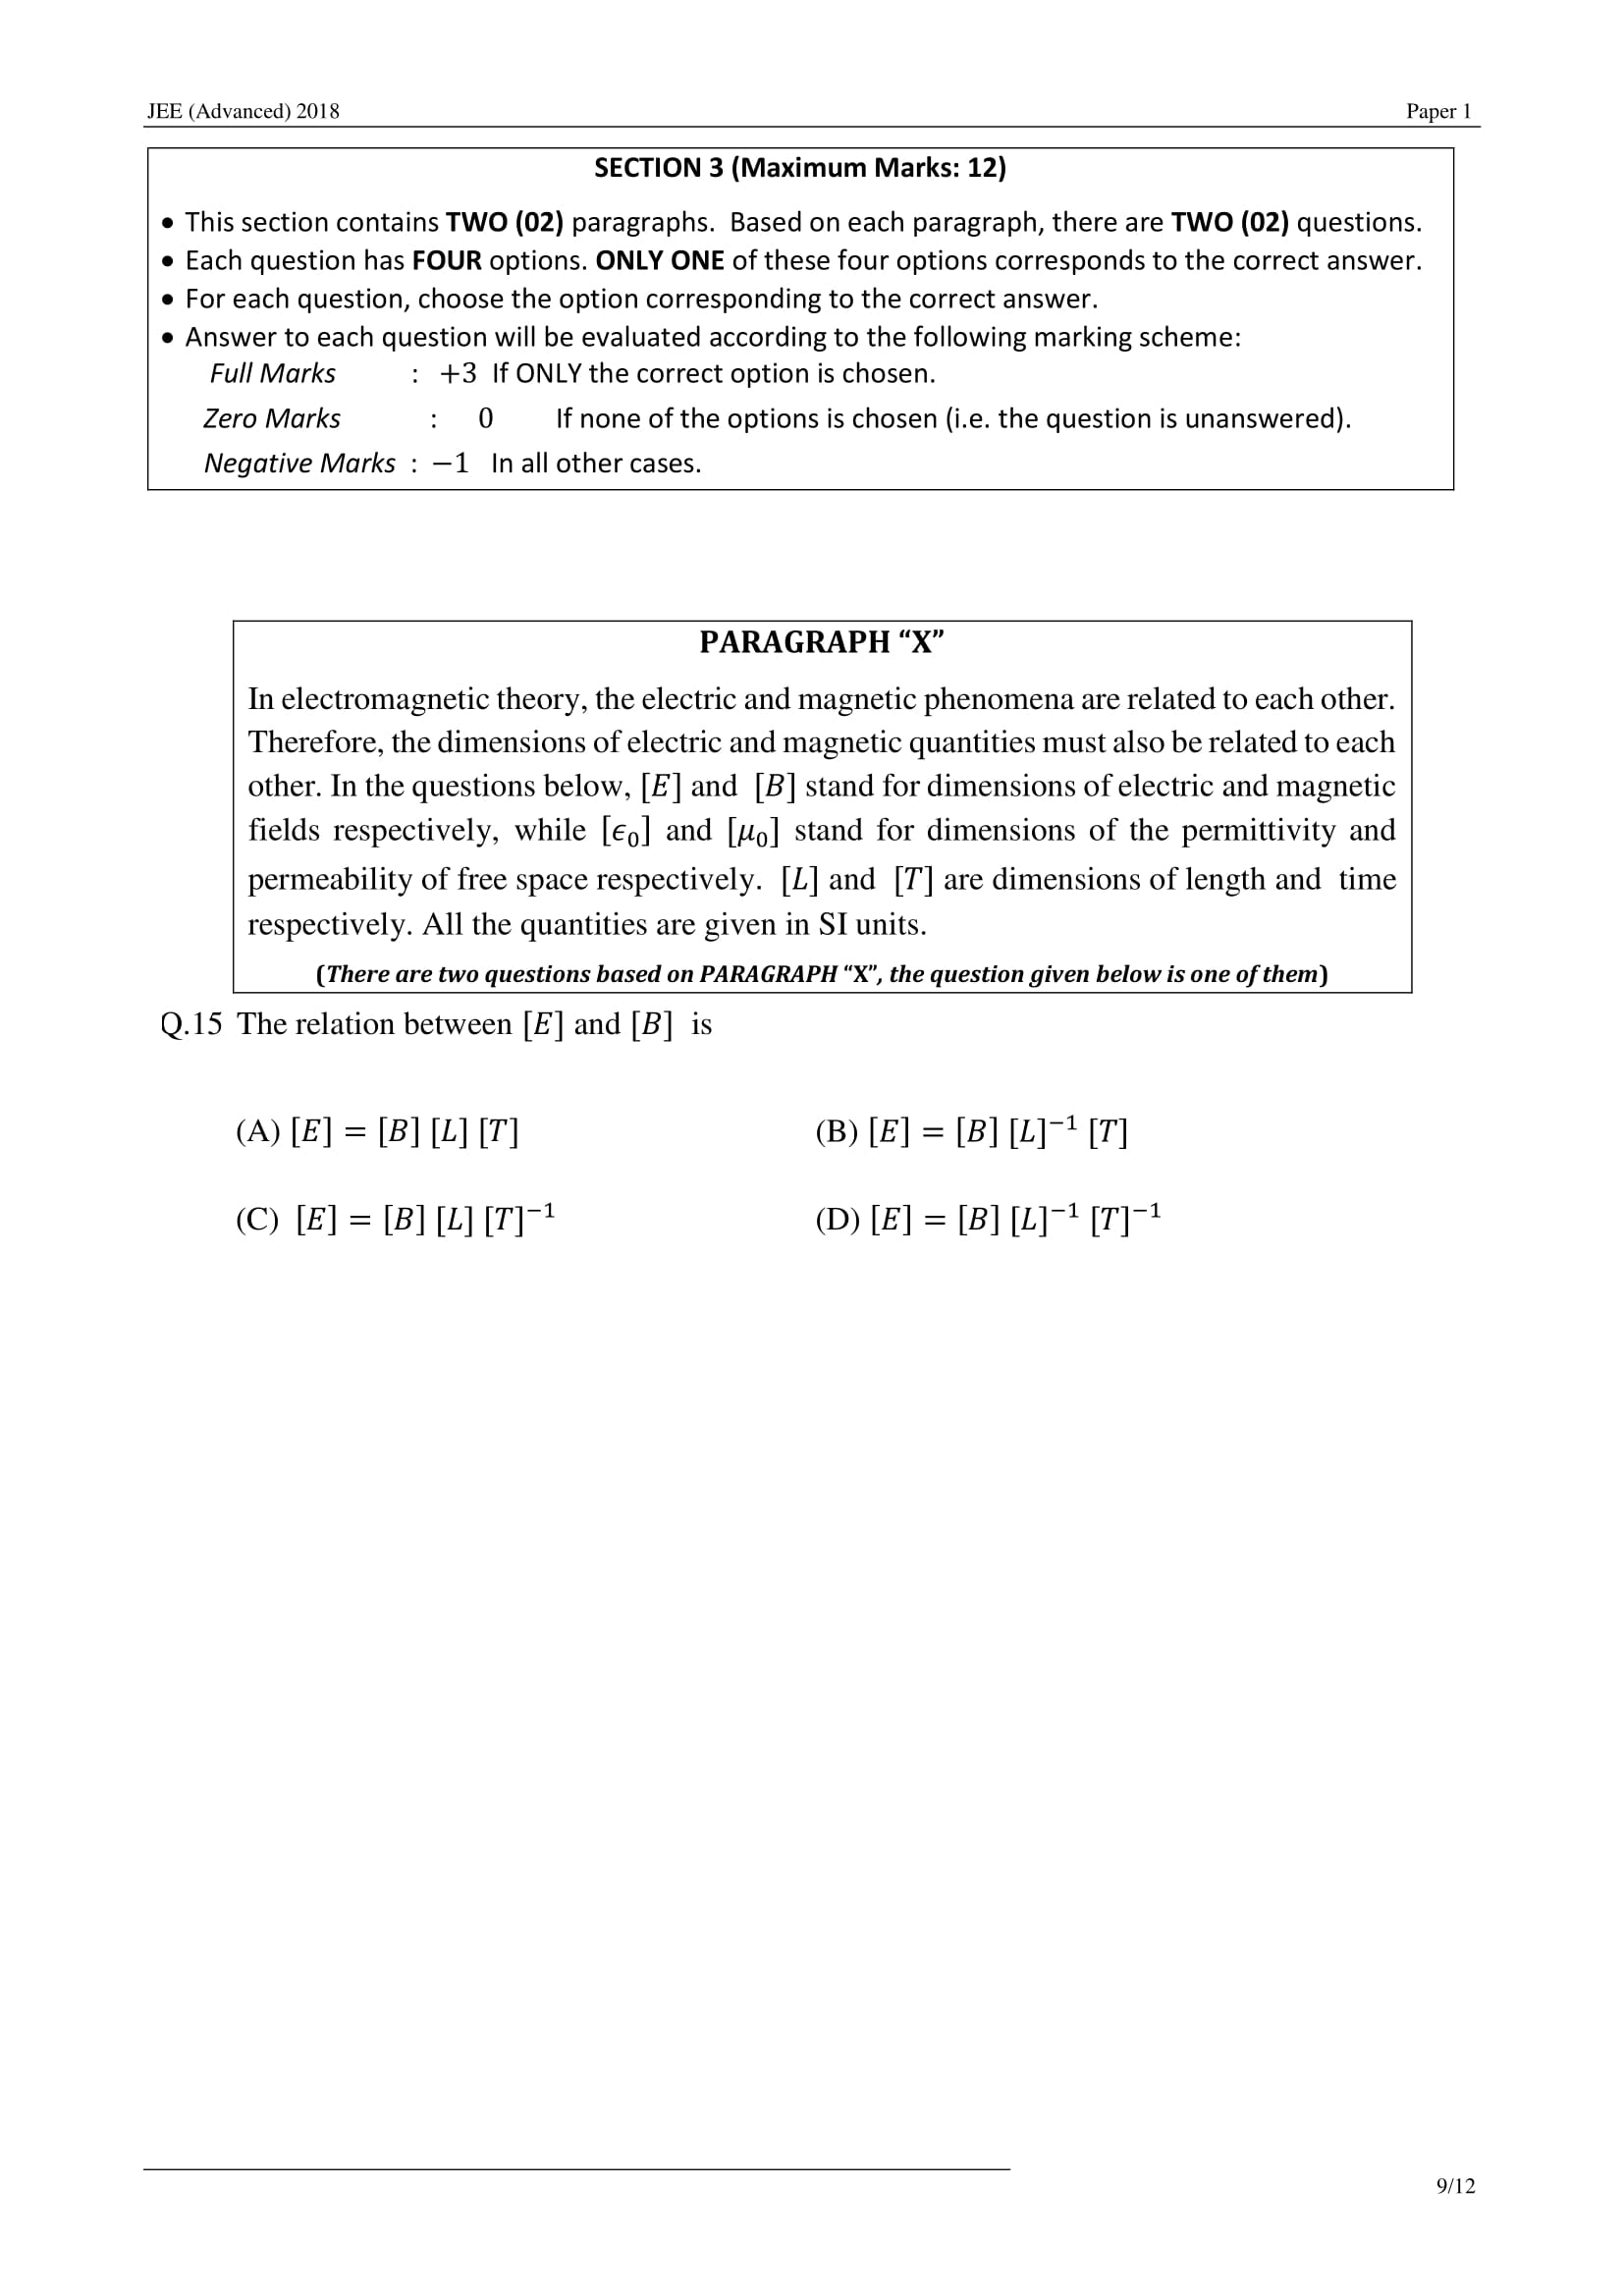 JEE (Advanced) 2018 Paper 1
SECTION 3 (Maximum Marks: 12)
• This section contains TWO (02) paragraphs. Based on each paragraph, there are TWO (02) questions.
• Each question has FOUR options. ONLY ONE of these four options corresponds to the correct answer.
• For each question, choose the option corresponding to the correct answer.
• Answer to each question will be evaluated according to the following marking scheme:
Full Marks : +3 If ONLY the correct option is chosen.
Zero Marks : 0 If none of the options is chosen (i.e. the question is unanswered).
Negative Marks : −1 In all other cases.
PARAGRAPH “X”
In electromagnetic theory, the electric and magnetic phenomena are related to each other.
Therefore, the dimensions of electric and magnetic quantities must also be related to each
other. In the questions below, [E] and [B] stand for dimensions of electric and magnetic
fields respectively, while [ϵ₀] and [μ₀] stand for dimensions of the permittivity and
permeability of free space respectively. [L] and [T] are dimensions of length and time
respectively. All the quantities are given in SI units.
(There are two questions based on PARAGRAPH “X”, the question given below is one of them)
Q.15 The relation between [E] and [B] is
(A) [E] = [B] [L] [T] (B) [E] = [B] [L]⁻¹ [T]
(C) [E] = [B] [L] [T]⁻¹ (D) [E] = [B] [L]⁻¹ [T]⁻¹
9/12